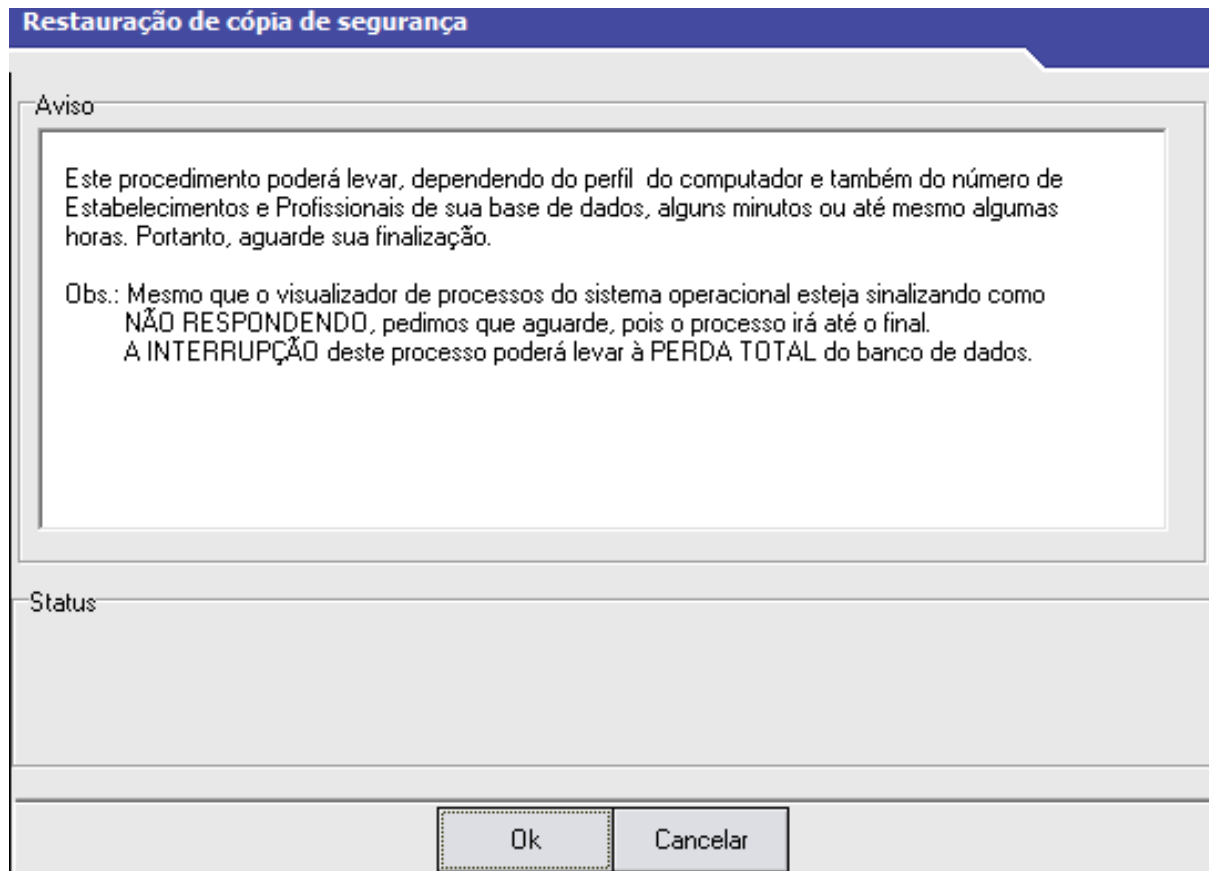 Restauração de cópia de segurança
Aviso
Este procedimento poderá levar, dependendo do perfil  do computador e também do número de
Estabelecimentos e Profissionais de sua base de dados, alguns minutos ou até mesmo algumas
horas. Portanto, aguarde sua finalização.
Obs.: Mesmo que o visualizador de processos do sistema operacional esteja sinalizando como
NÃO RESPONDENDO, pedimos que aguarde, pois o processo irá até o final.
A INTERRUPÇÃO deste processo poderá levar à PERDA TOTAL do banco de dados.
Status
Ok
Cancelar